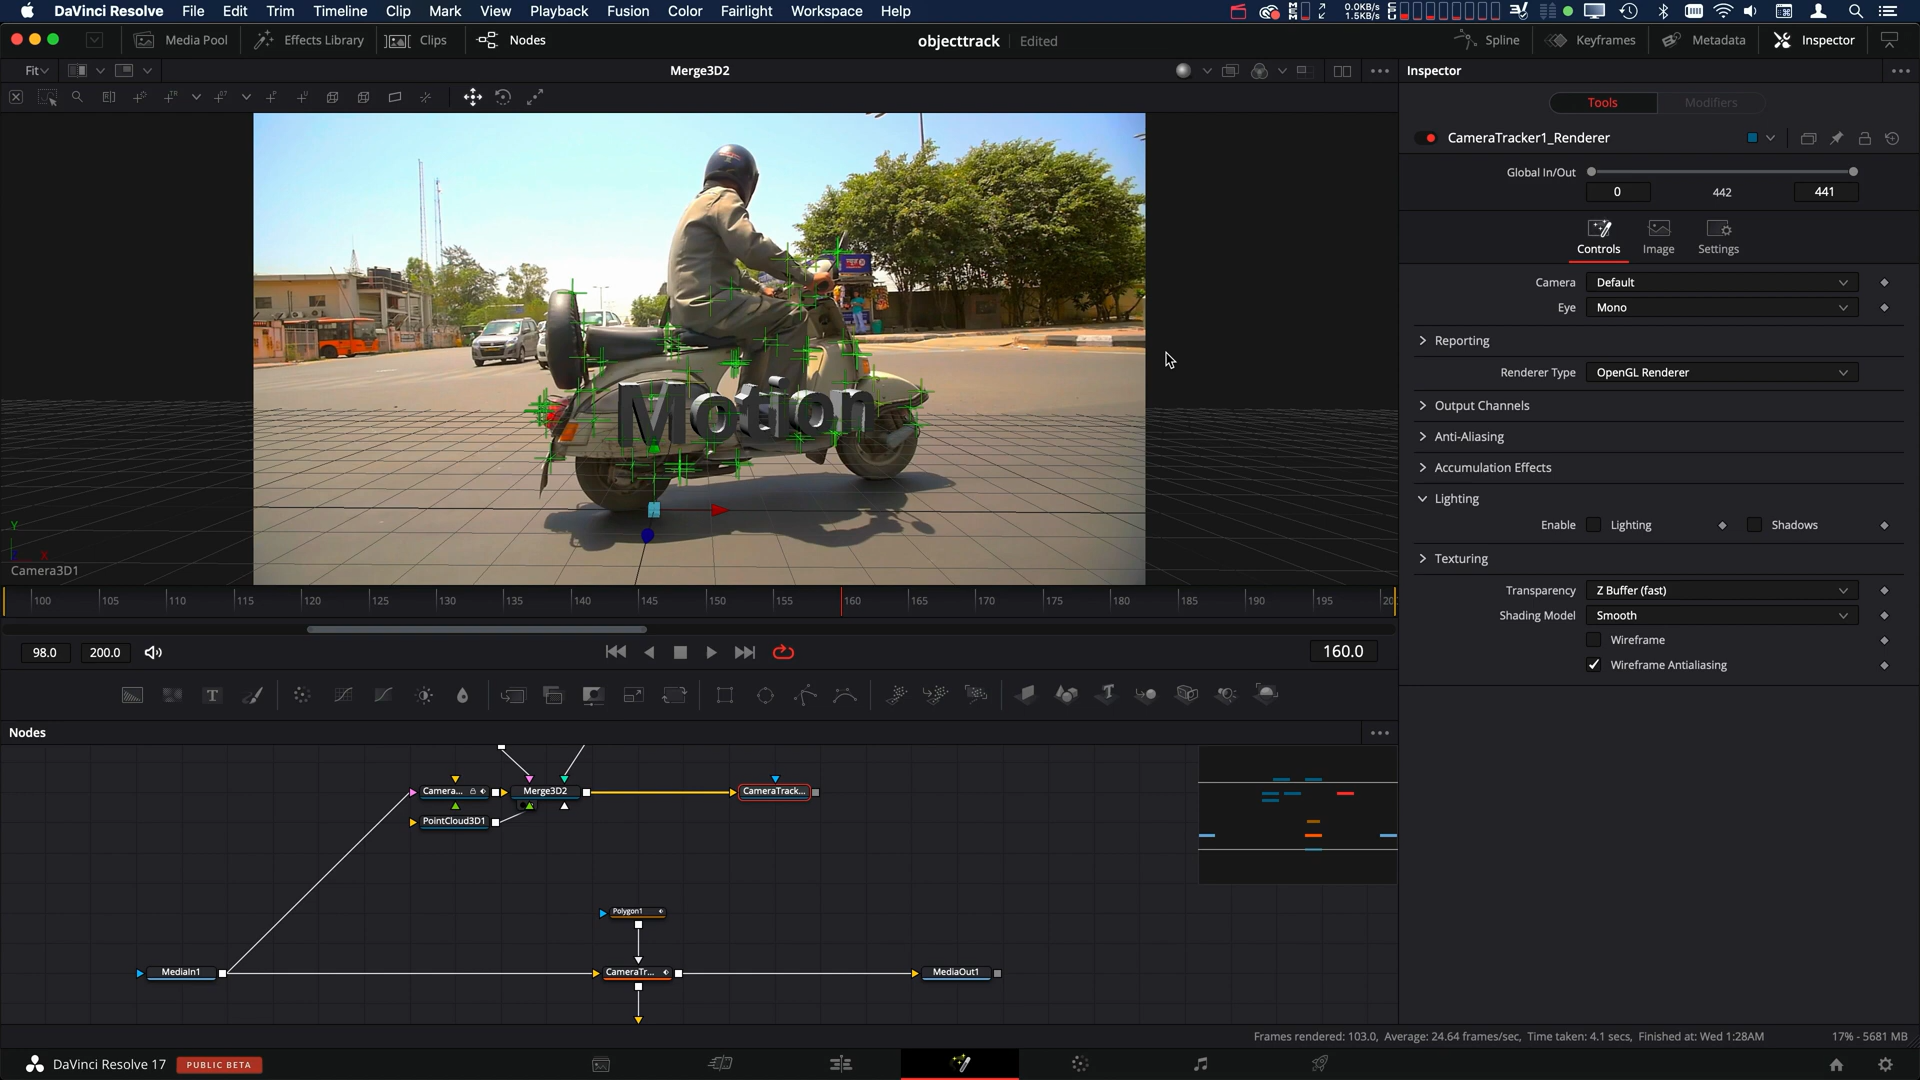 DaVinci Resolve File Edit Trim Timeline Clip Mark View Playback Fusion Color Fairlight Workspace Help
0.0KB/s
1.5KB/s
Media Pool Effects Library Clips Nodes objecttrack Edited Spline Keyframes Metadata Inspector
Fit Merge3D2 Inspector
Tools Modifiers
CameraTracker1_Renderer
Global In/Out
0 442 441
Controls Image Settings
Camera Default
Eye Mono
Reporting
Renderer Type OpenGL Renderer
Output Channels
Anti-Aliasing
Accumulation Effects
Lighting
Enable Lighting Shadows
Texturing
Transparency Z Buffer (fast)
Shading Model Smooth
Wireframe
Wireframe Antialiasing
Motion
Y
X
Camera3D1
100 105 110 115 120 125 130 135 140 145 150 155 160 165 170 175 180 185 190 195 20
98.0 200.0 160.0
Nodes
Camera... Merge3D2 CameraTrack...
PointCloud3D1
Polygon1
MediaIn1 CameraTr... MediaOut1
Frames rendered: 103.0, Average: 24.64 frames/sec, Time taken: 4.1 secs, Finished at: Wed 1:28AM 17% - 5681 MB
DaVinci Resolve 17 PUBLIC BETA